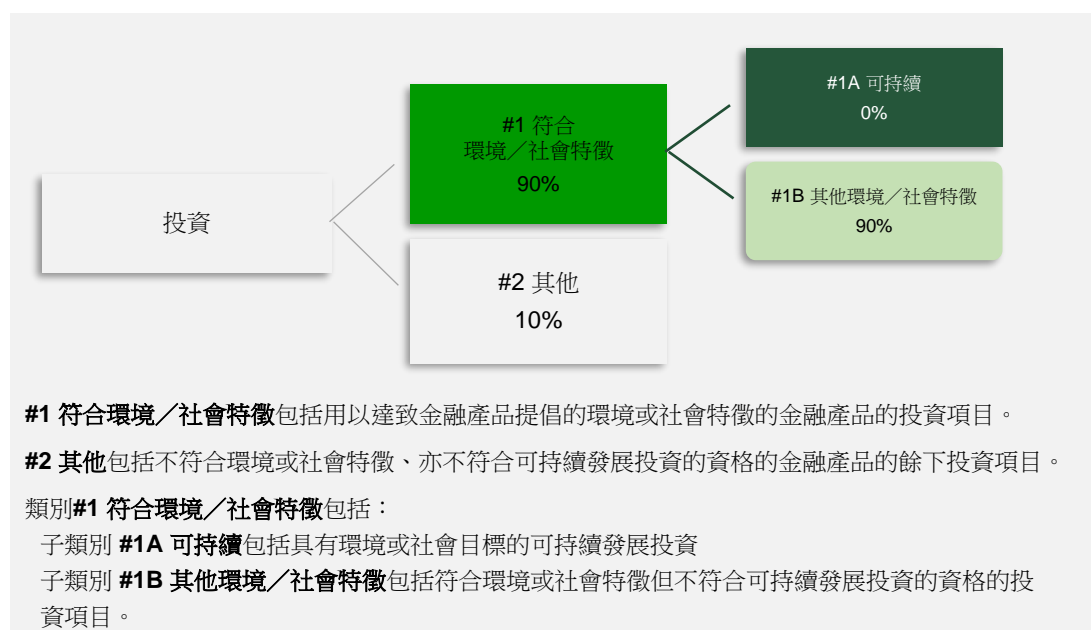 #1A 可持續
0%
#1 符合
環境／社會特徵
90%
#1B 其他環境／社會特徵
90%
投資
#2 其他
10%
#1 符合環境／社會特徵包括用以達致金融產品提倡的環境或社會特徵的金融產品的投資項目。
#2 其他包括不符合環境或社會特徵、亦不符合可持續發展投資的資格的金融產品的餘下投資項目。
類別#1 符合環境／社會特徵包括：
子類別 #1A 可持續包括具有環境或社會目標的可持續發展投資
子類別 #1B 其他環境／社會特徵包括符合環境或社會特徵但不符合可持續發展投資的資格的投
資項目。